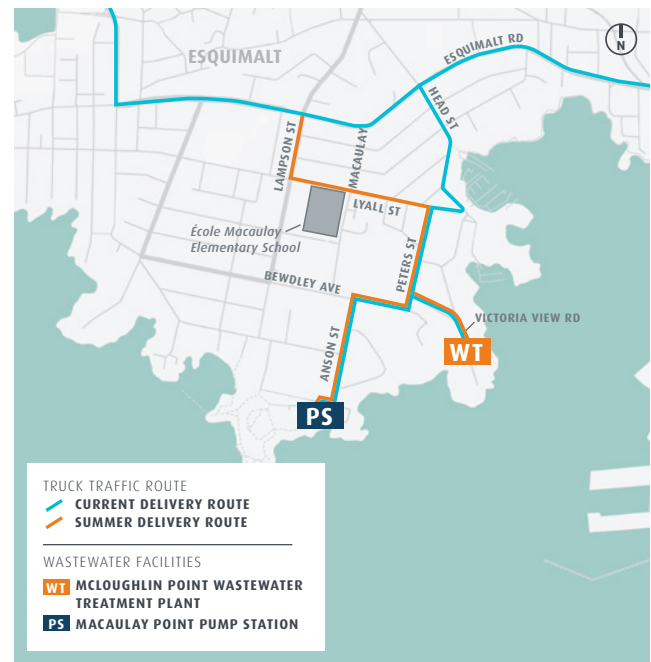 ESQUIMALT
ESQUIMALT RD
N
HEAD ST
LAMPSON ST
MACAULAY
LYALL ST
École Macaulay
Elementary School
PETERS ST
BEWDLEY AVE
VICTORIA VIEW RD
ANSON ST
WT
PS
TRUCK TRAFFIC ROUTE
CURRENT DELIVERY ROUTE
SUMMER DELIVERY ROUTE
WASTEWATER FACILITIES
WT MCLOUGHLIN POINT WASTEWATER
TREATMENT PLANT
PS MACAULAY POINT PUMP STATION